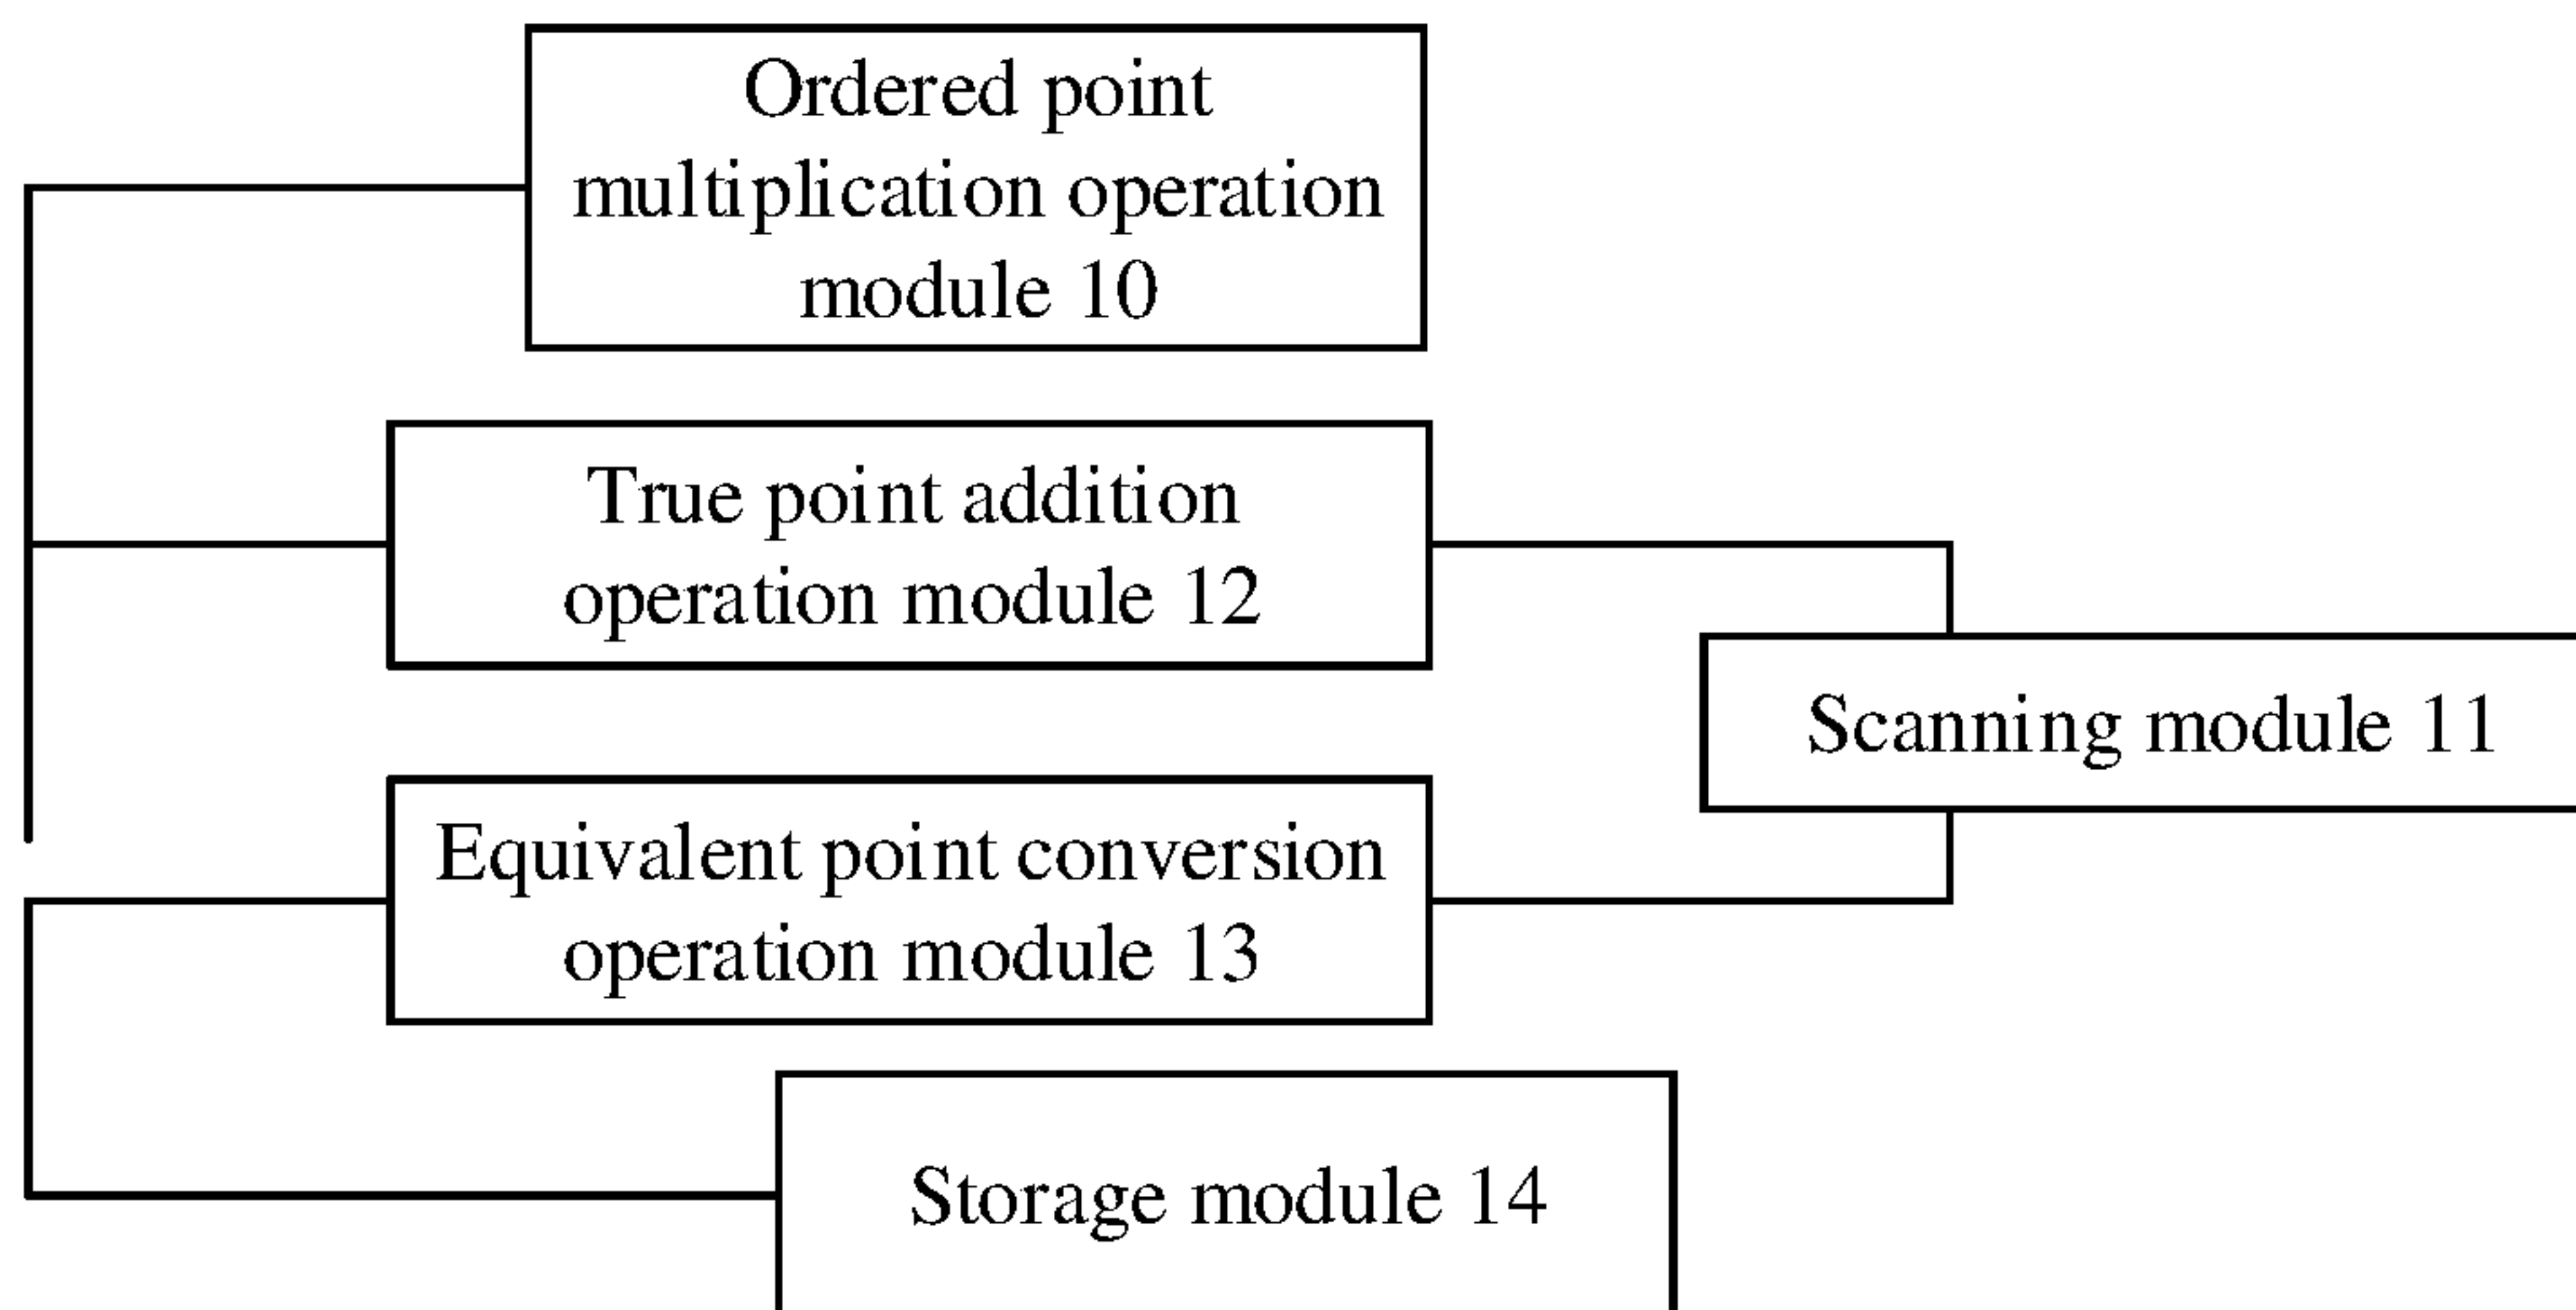 Ordered point
multiplication operation
module 10
True point addition
operation module 12
Scanning module 11
Equivalent point conversion
operation module 13
Storage module 14